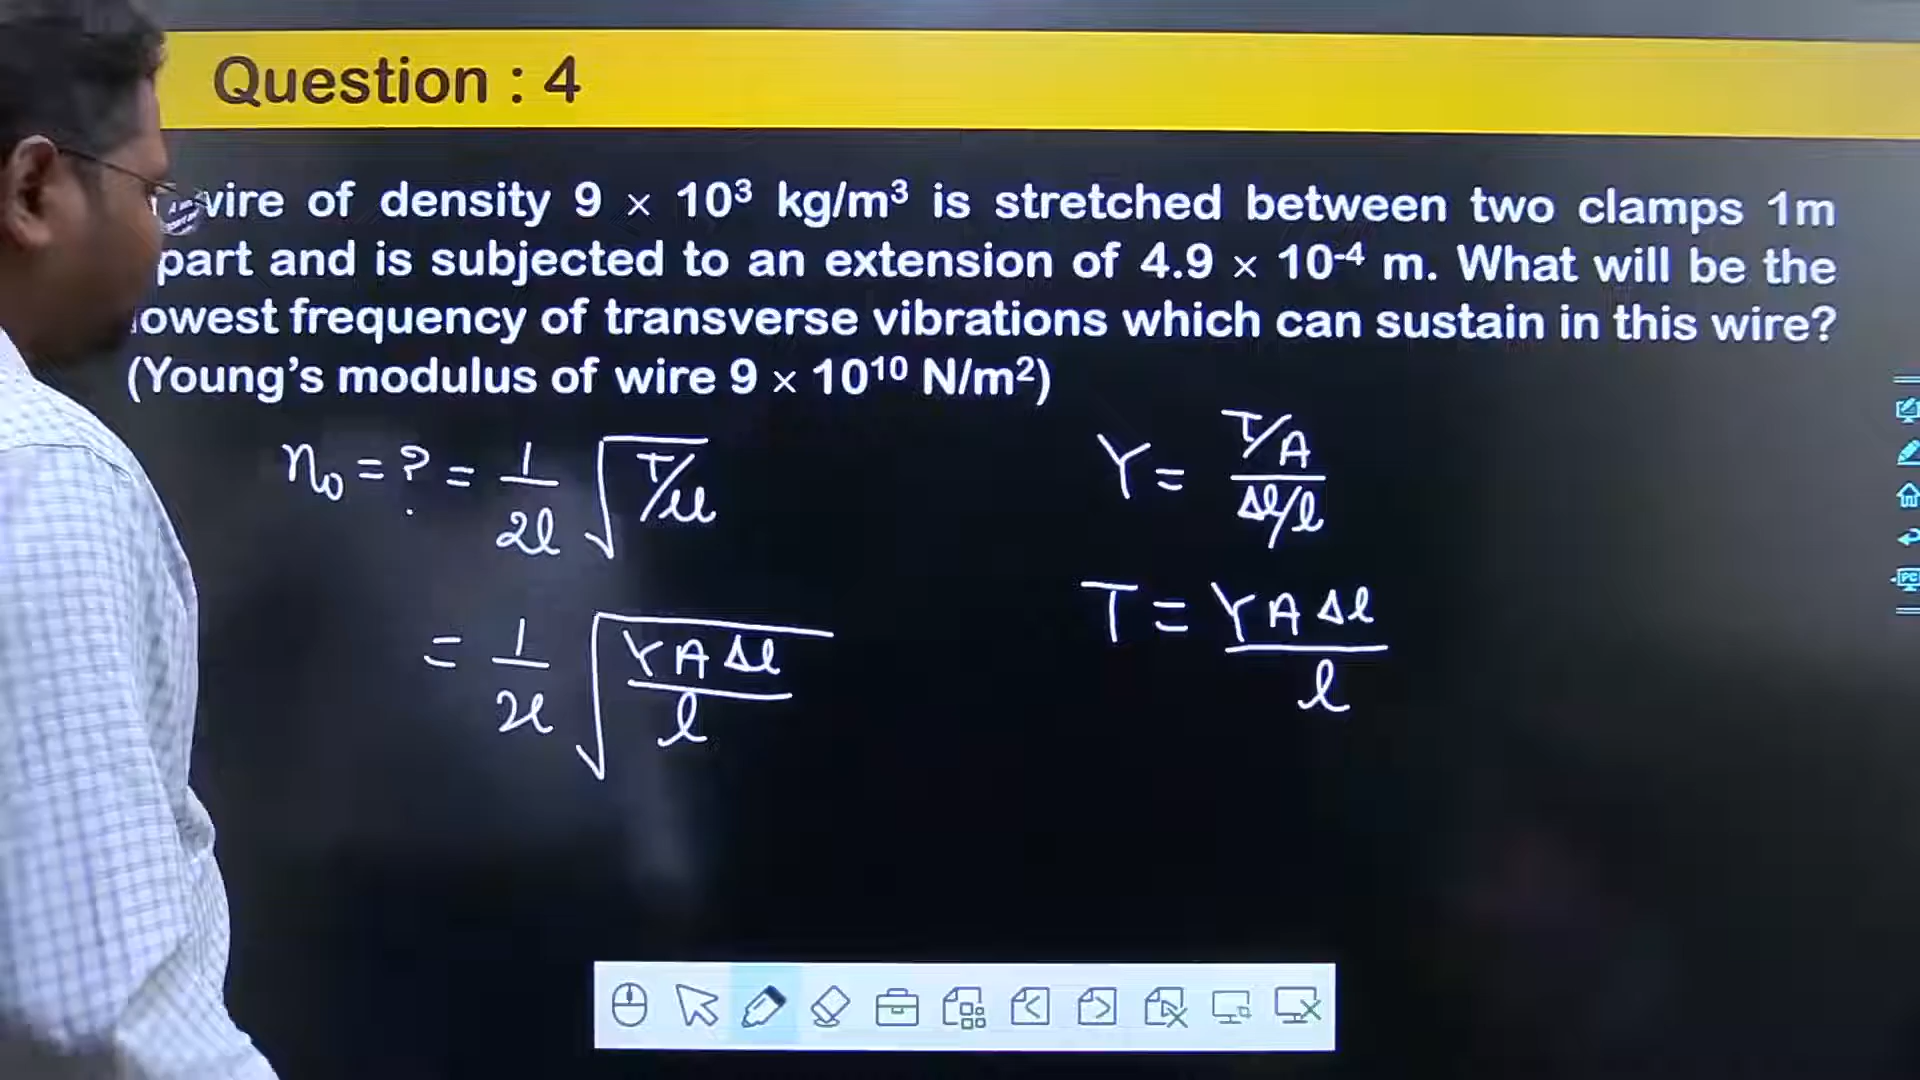 Question : 4
wire of density 9 × 10³ kg/m³ is stretched between two clamps 1m
part and is subjected to an extension of 4.9 × 10⁻⁴ m. What will be the
owest frequency of transverse vibrations which can sustain in this wire?
(Young's modulus of wire 9 × 10¹⁰ N/m²)
n₀ = ? = 1/2l √(T/μ)
Y = (T/A)/(Δl/l)
T = YAΔl/l
= 1/2l √(YAΔl/l)
PC